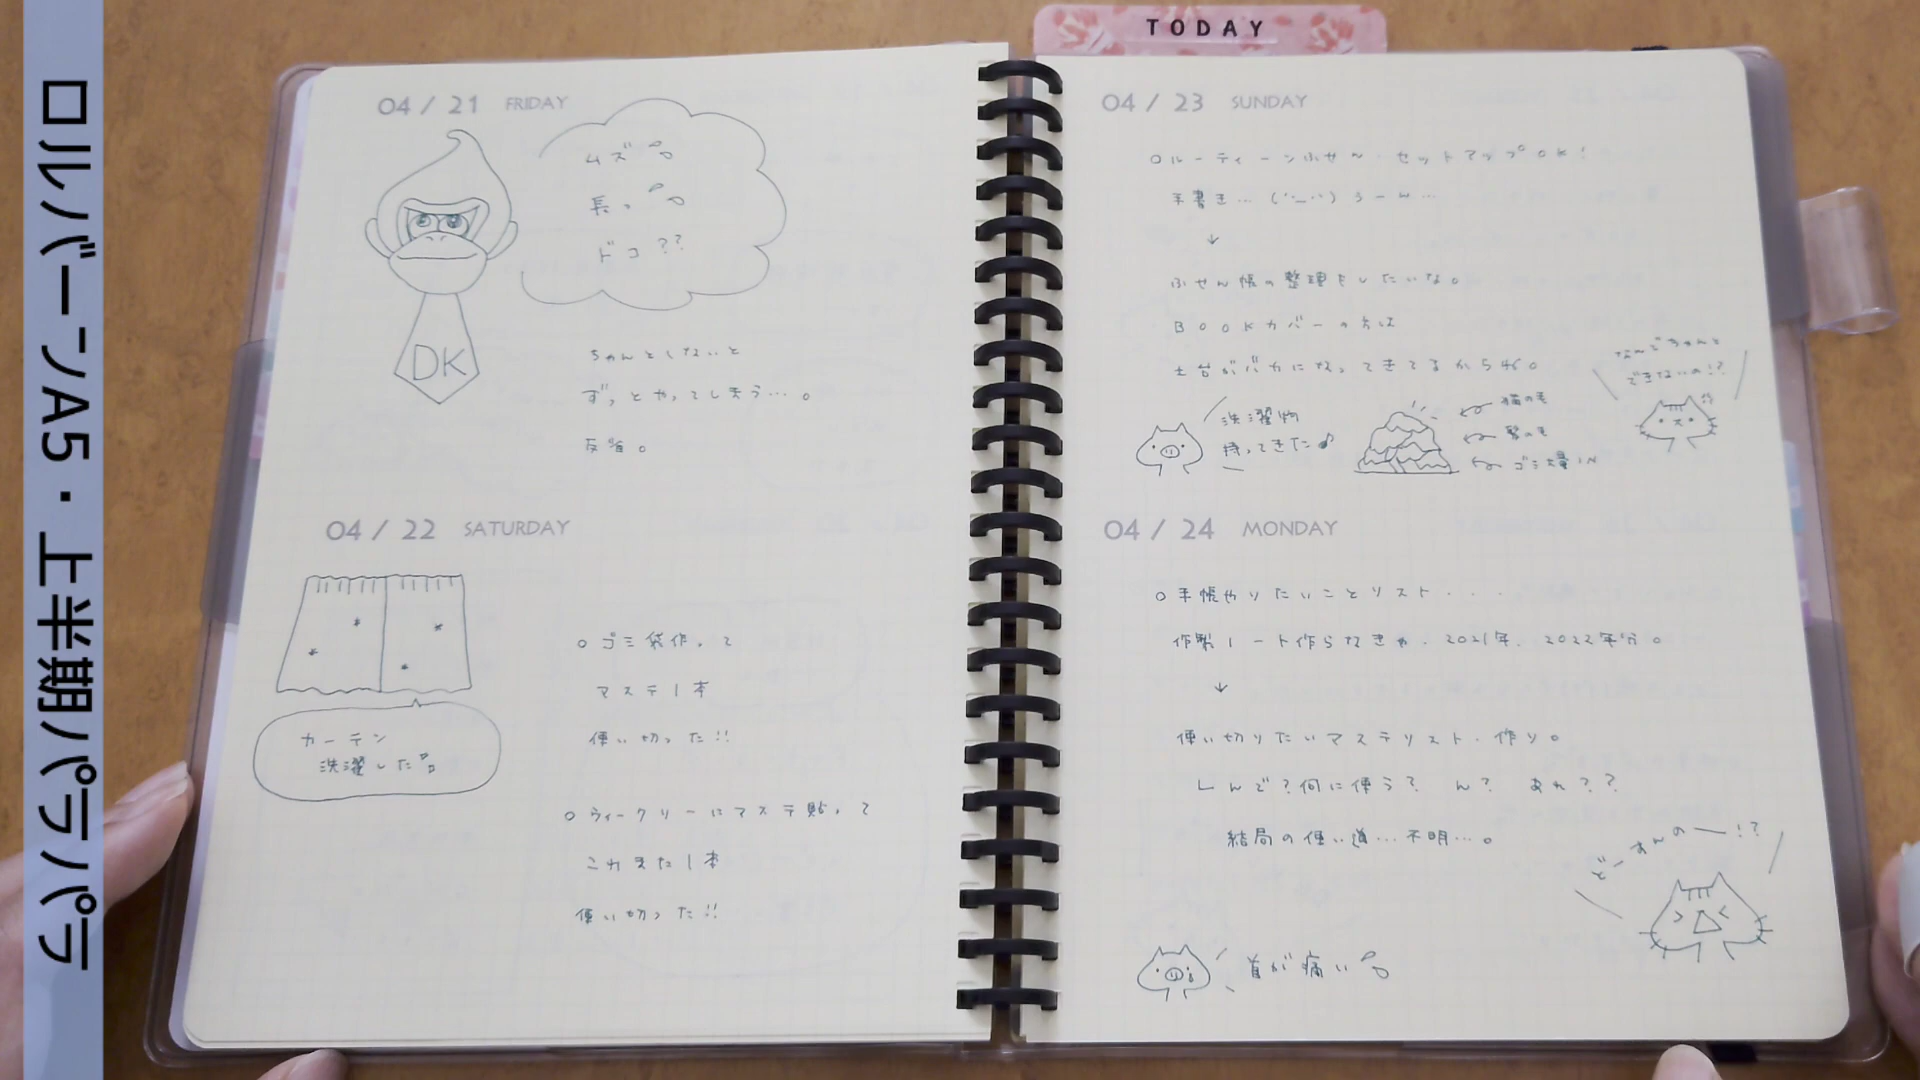 ロルバーンA5・上半期パラパラ
TODAY
04 / 21 FRIDAY
ムズ
長っ
ドコ??
DK
ちゃんとしないと
ずっとやってしまう…。
反省。
04 / 22 SATURDAY
カーテン
洗濯した
○ゴミ袋作って
マステ1本
使い切った!!
○ウィークリーにマステ貼って
これまた1本
使い切った!!
04 / 23 SUNDAY
○ルーティーンふせん・セットアップOK!
手書き… うーん…
↓
ふせん帳の整理をしたいな。
BOOKカバーの方は
土台がバカになってきてるからね。
洗濯物
持ってきた♪
猫の毛
髪の毛
ゴミ大量IN
なんでちゃんと
できないの!?
04 / 24 MONDAY
○手帳やりたいことリスト・・・
作製ノート作らなきゃ. 2021年. 2022年分。
↓
使い切りたいマステリスト・作り。
しんど?何に使う? ん? あれ??
結局の使い道…不明…。
どーすんのー!?
首が痛い